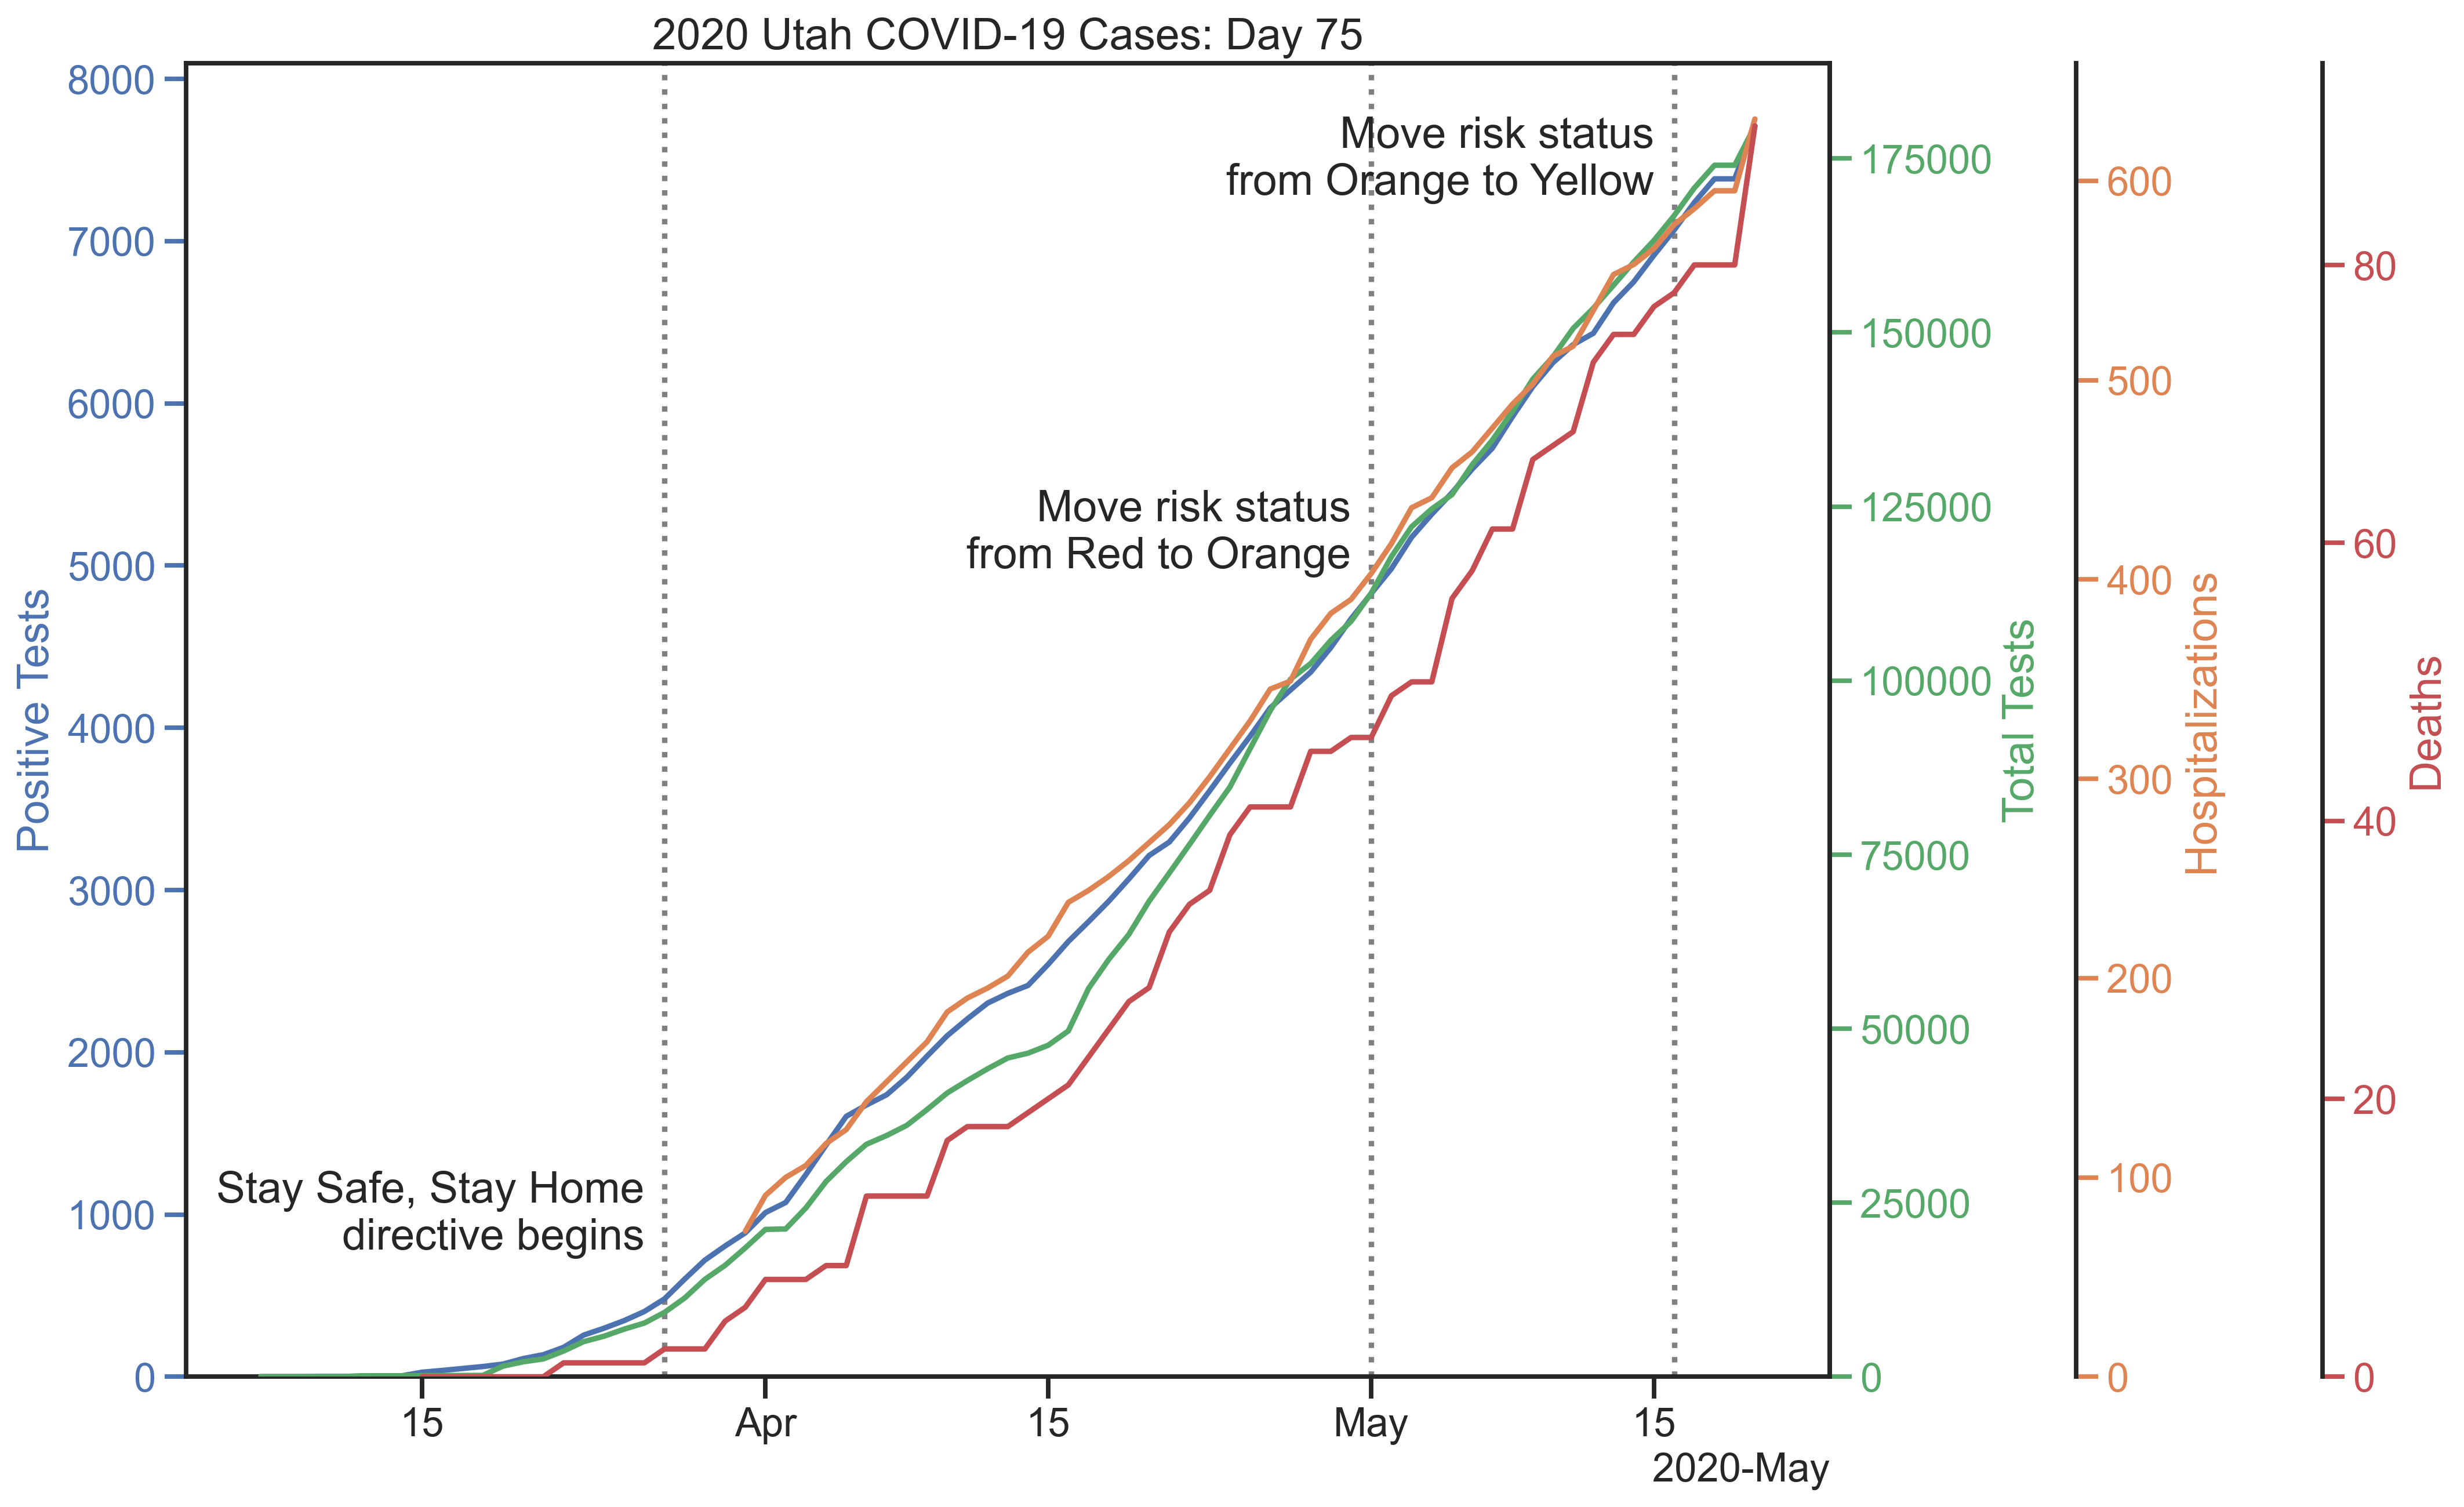 2020 Utah COVID-19 Cases: Day 75
8000
7000
6000
5000
4000
3000
2000
1000
0
Positive Tests
Move risk status
from Orange to Yellow
Move risk status
from Red to Orange
Stay Safe, Stay Home
directive begins
175000
150000
125000
100000
75000
50000
25000
0
Total Tests
600
500
400
300
200
100
0
Hospitalizations
80
60
40
20
0
Deaths
15
Apr
15
May
15
2020-May